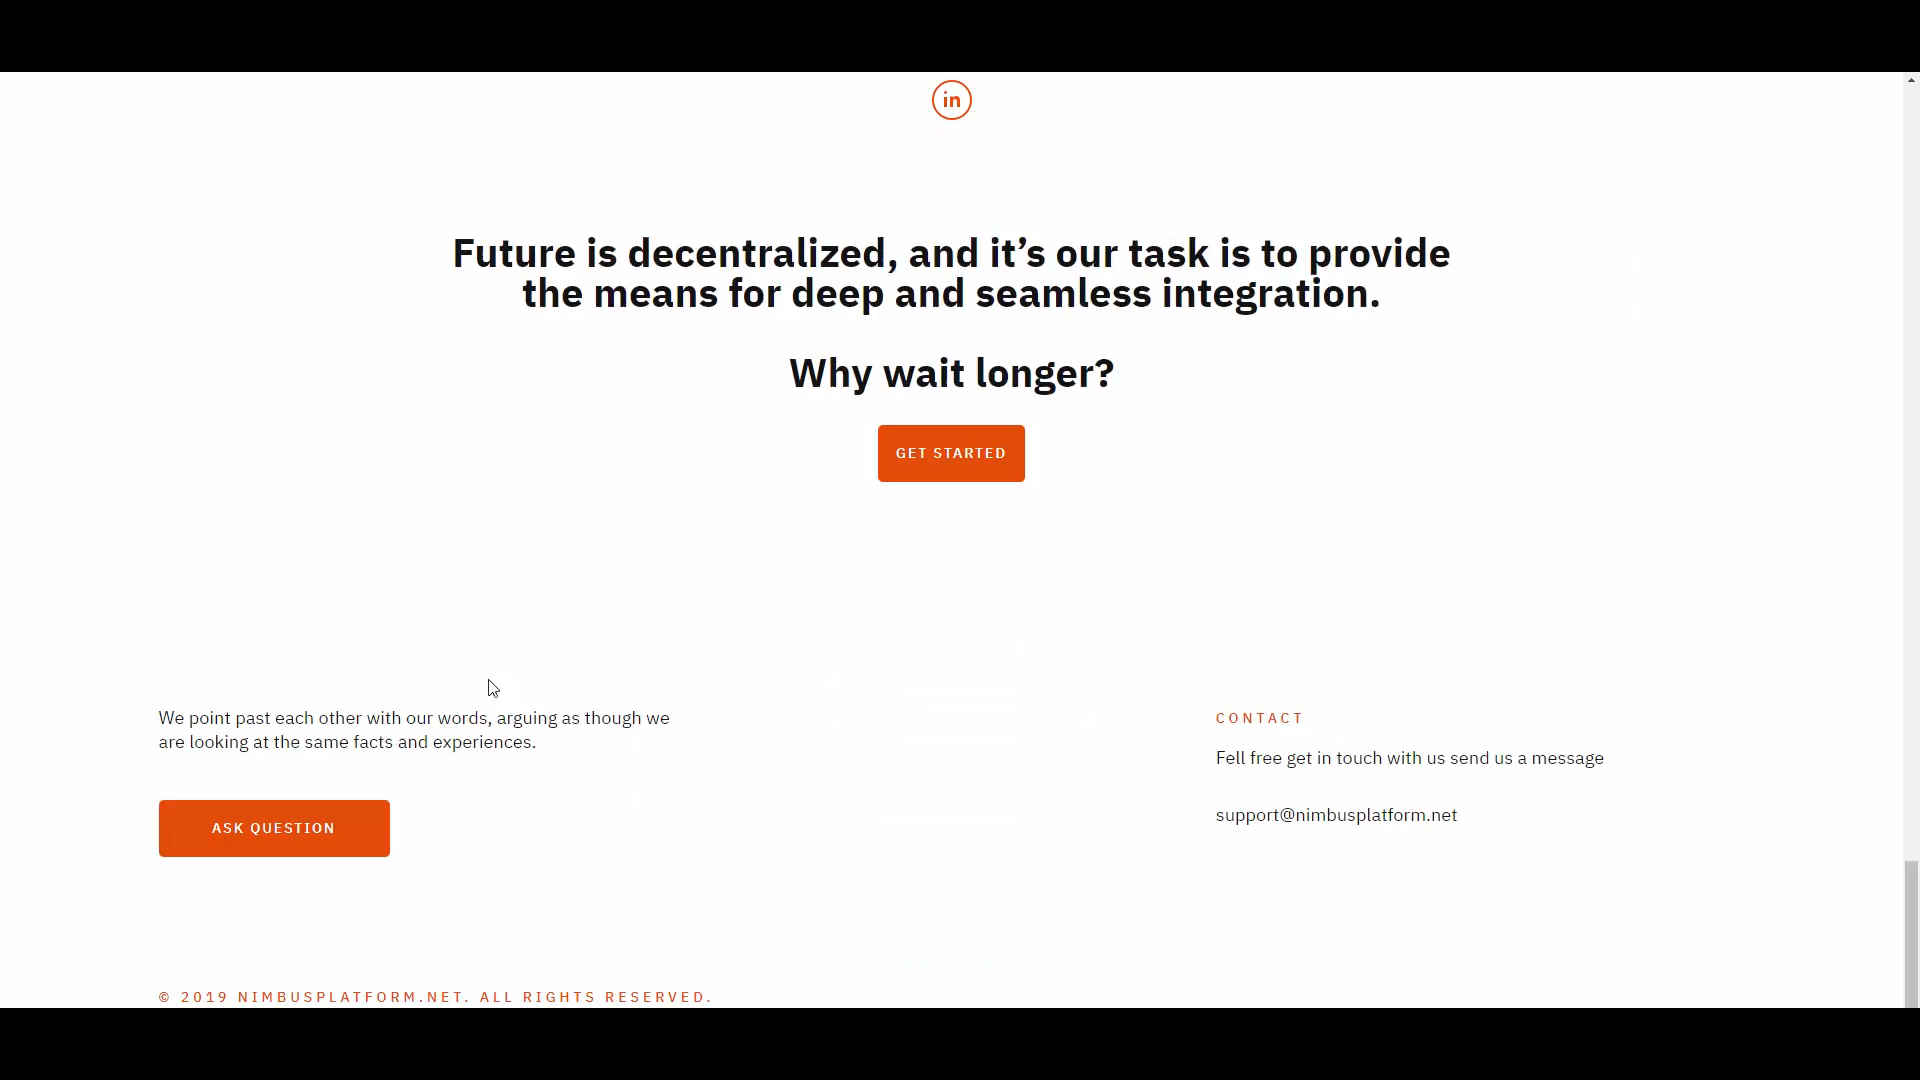 in
Future is decentralized, and it’s our task is to provide
the means for deep and seamless integration.
Why wait longer?
GET STARTED
We point past each other with our words, arguing as though we
are looking at the same facts and experiences.
ASK QUESTION
CONTACT
Fell free get in touch with us send us a message
support@nimbusplatform.net
© 2019 NIMBUSPLATFORM.NET. ALL RIGHTS RESERVED.